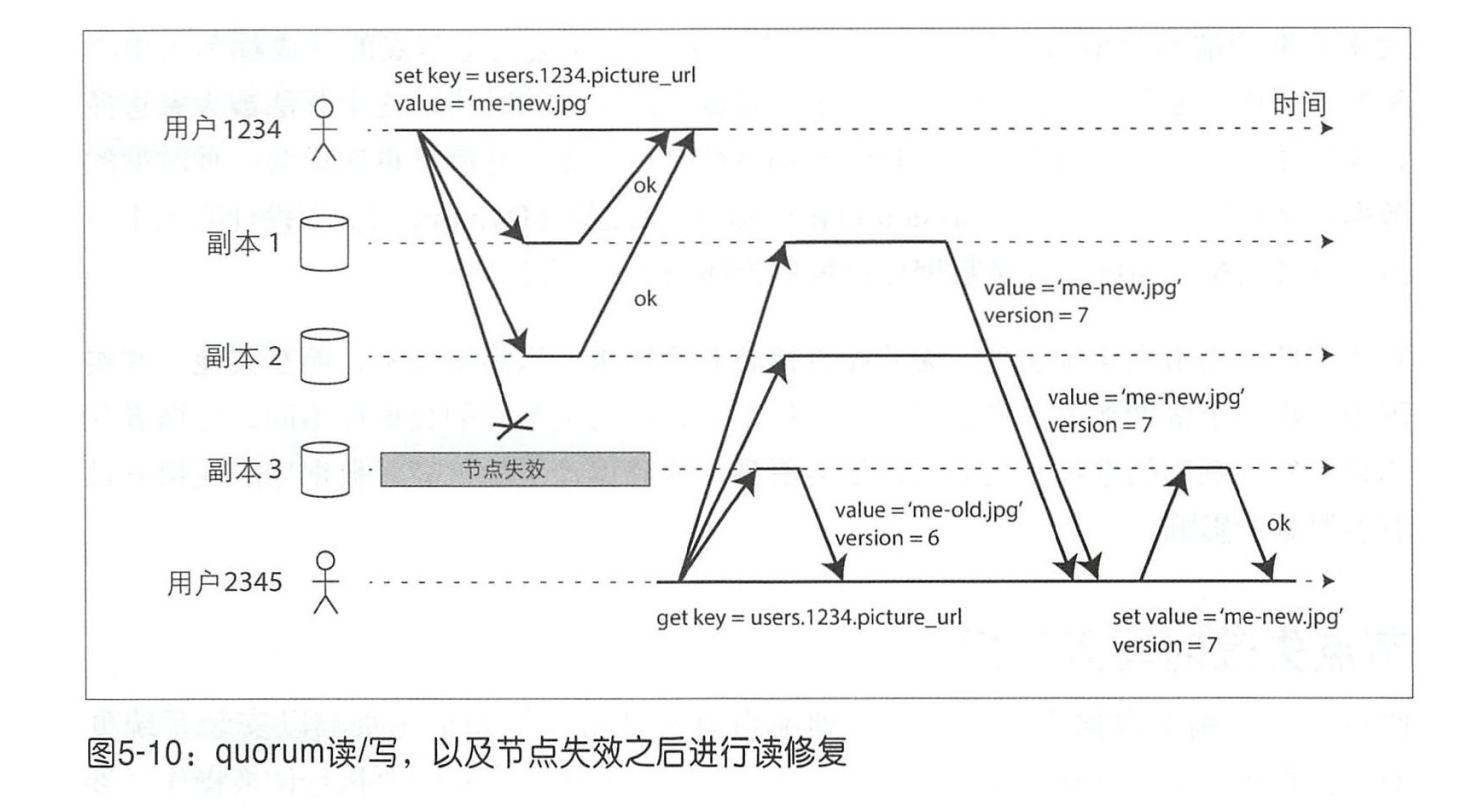 set key = users.1234.picture_url
value = ‘me-new.jpg’
时间
用户1234
ok
副本1
ok
value = ‘me-new.jpg’
version = 7
副本2
value = ‘me-new.jpg’
version = 7
副本3
节点失效
value = ‘me-old.jpg’
version = 6
ok
用户2345
get key = users.1234.picture_url
set value = ‘me-new.jpg’
version = 7
图5-10：quorum读/写，以及节点失效之后进行读修复